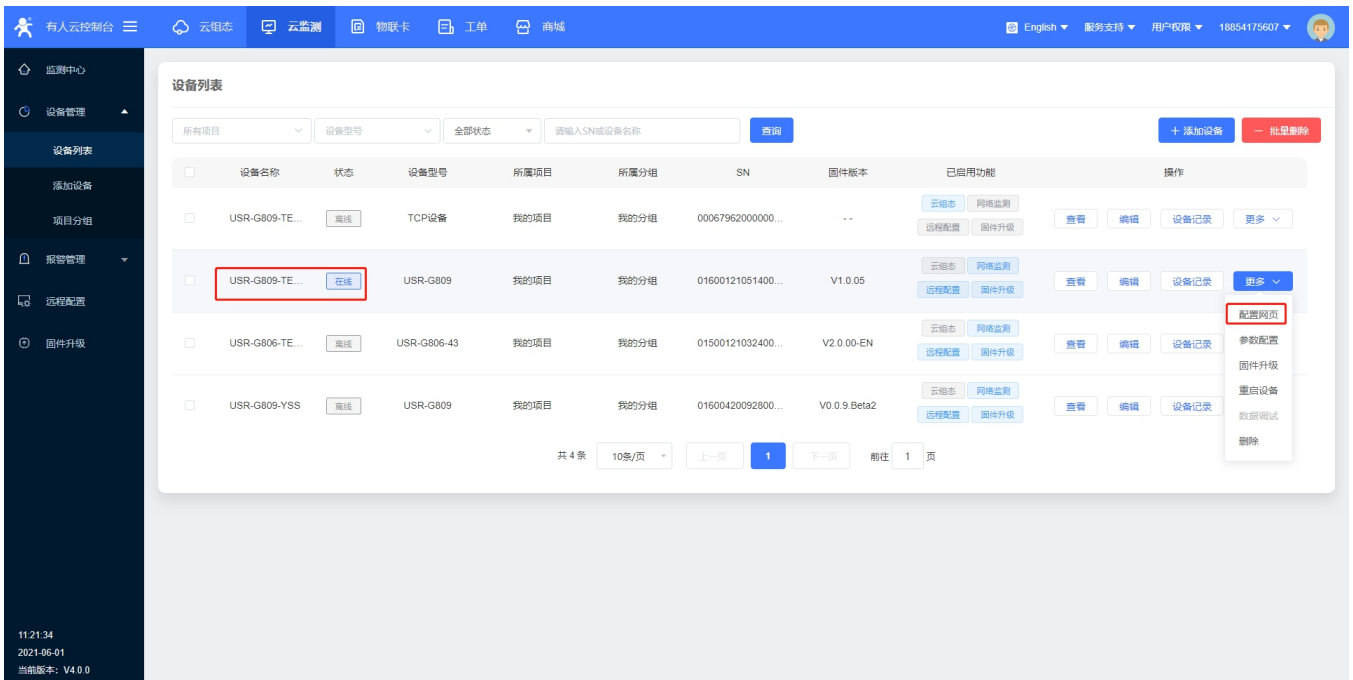 有人云控制台 云组态 云监测 物联卡 工单 商城 English 服务支持 用户权限 18854175607
监测中心
设备管理
设备列表
添加设备
项目分组
报警管理
远程配置
固件升级
11:21:34
2021-06-01
当前版本：V4.0.0
设备列表
所有项目 设备型号 全部状态 请输入SN或设备名称 查询 + 添加设备 — 批量删除
设备名称 状态 设备型号 所属项目 所属分组 SN 固件版本 已启用功能 操作
USR-G809-TE... 离线 TCP设备 我的项目 我的分组 00067962000000... - - 云组态 网络监测 远程配置 固件升级 查看 编辑 设备记录 更多
USR-G809-TE... 在线 USR-G809 我的项目 我的分组 01600121051400... V1.0.05 云组态 网络监测 远程配置 固件升级 查看 编辑 设备记录 更多
USR-G806-TE... 离线 USR-G806-43 我的项目 我的分组 01500121032400... V2.0.00-EN 云组态 网络监测 远程配置 固件升级 查看 编辑 设备记录
USR-G809-YSS 离线 USR-G809 我的项目 我的分组 01600420092800... V0.0.9.Beta2 云组态 网络监测 远程配置 固件升级 查看 编辑 设备记录
配置网页
参数配置
固件升级
重启设备
数据调试
删除
共 4 条 10条/页 上一页 1 下一页 前往 1 页